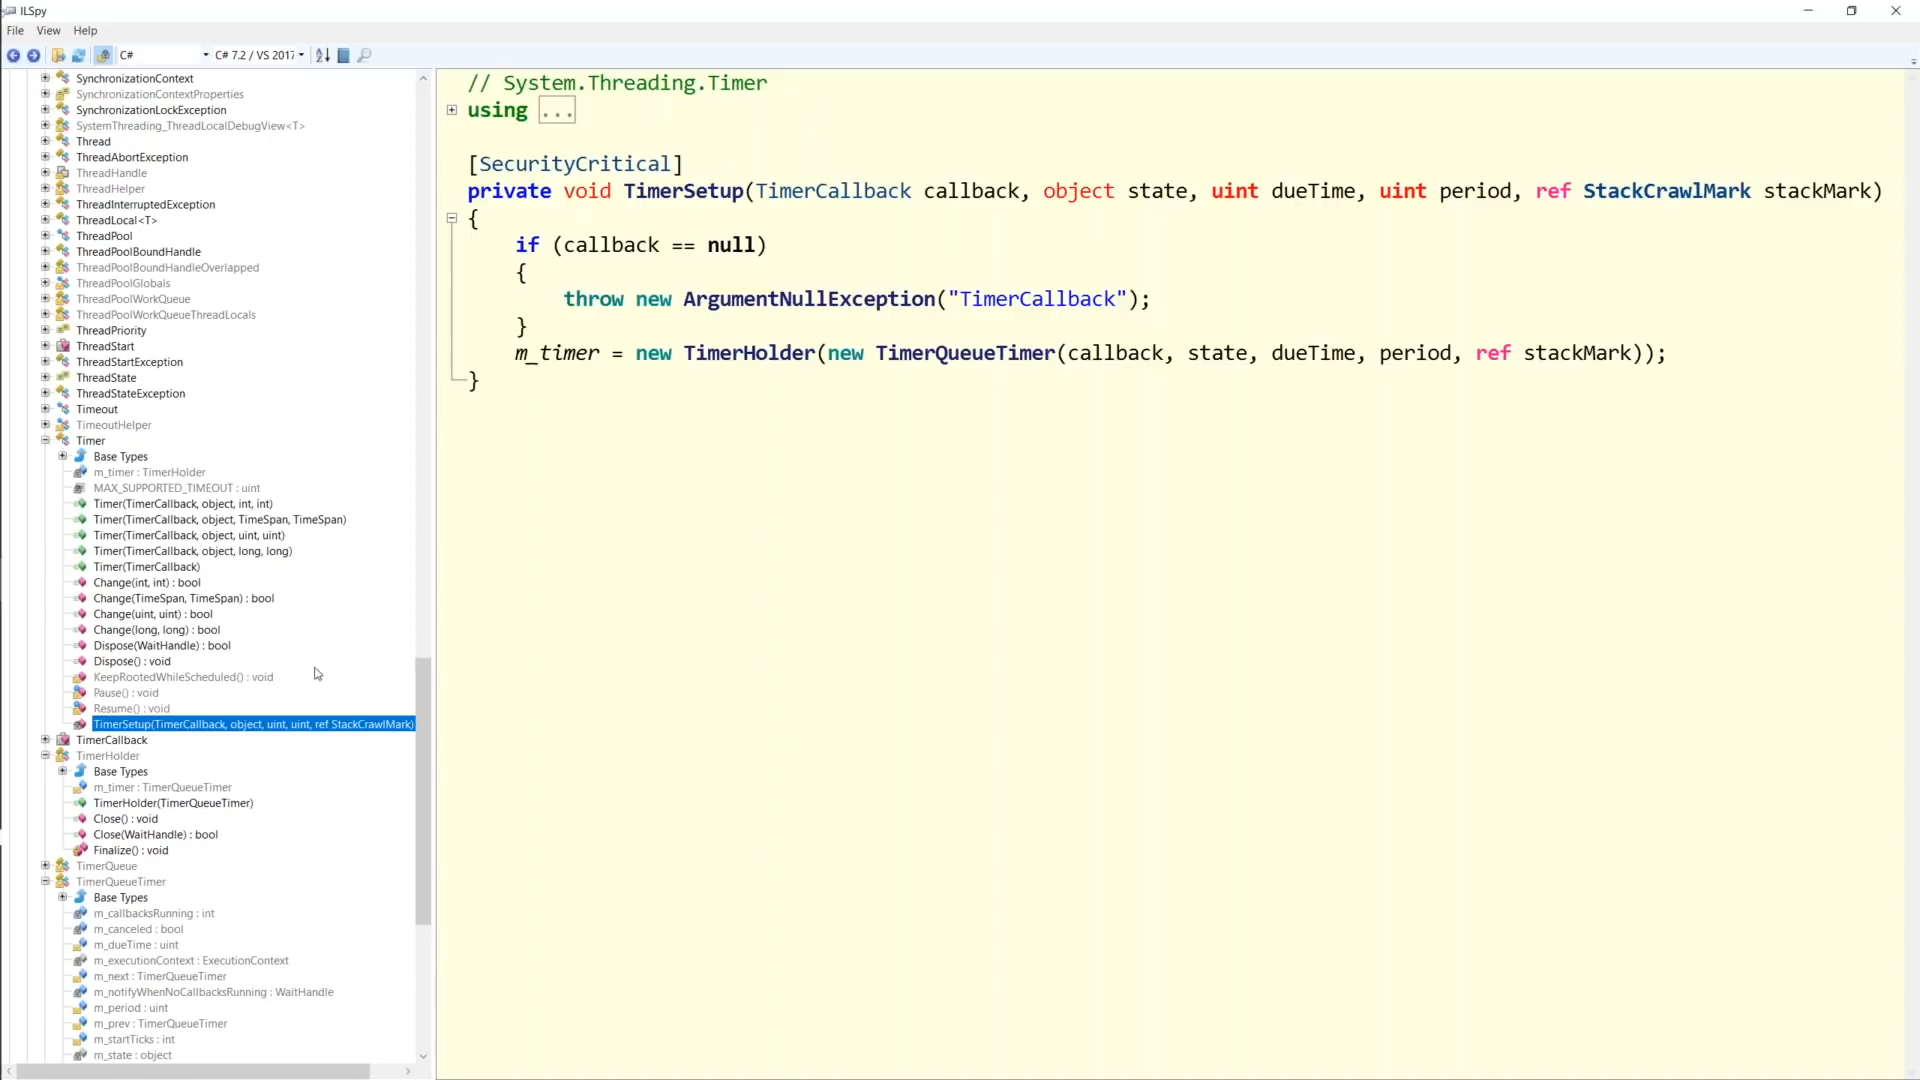 ILSpy
File View Help
C# C# 7.2 / VS 2017
SynchronizationContext
SynchronizationContextProperties
SynchronizationLockException
SystemThreading_ThreadLocalDebugView<T>
Thread
ThreadAbortException
ThreadHandle
ThreadHelper
ThreadInterruptedException
ThreadLocal<T>
ThreadPool
ThreadPoolBoundHandle
ThreadPoolBoundHandleOverlapped
ThreadPoolGlobals
ThreadPoolWorkQueue
ThreadPoolWorkQueueThreadLocals
ThreadPriority
ThreadStart
ThreadStartException
ThreadState
ThreadStateException
Timeout
TimeoutHelper
Timer
Base Types
m_timer : TimerHolder
MAX_SUPPORTED_TIMEOUT : uint
Timer(TimerCallback, object, int, int)
Timer(TimerCallback, object, TimeSpan, TimeSpan)
Timer(TimerCallback, object, uint, uint)
Timer(TimerCallback, object, long, long)
Timer(TimerCallback)
Change(int, int) : bool
Change(TimeSpan, TimeSpan) : bool
Change(uint, uint) : bool
Change(long, long) : bool
Dispose(WaitHandle) : bool
Dispose() : void
KeepRootedWhileScheduled() : void
Pause() : void
Resume() : void
TimerSetup(TimerCallback, object, uint, uint, ref StackCrawlMark)
TimerCallback
TimerHolder
Base Types
m_timer : TimerQueueTimer
TimerHolder(TimerQueueTimer)
Close() : void
Close(WaitHandle) : bool
Finalize() : void
TimerQueue
TimerQueueTimer
Base Types
m_callbacksRunning : int
m_canceled : bool
m_dueTime : uint
m_executionContext : ExecutionContext
m_next : TimerQueueTimer
m_notifyWhenNoCallbacksRunning : WaitHandle
m_period : uint
m_prev : TimerQueueTimer
m_startTicks : int
m_state : object
// System.Threading.Timer
using ...
[SecurityCritical]
private void TimerSetup(TimerCallback callback, object state, uint dueTime, uint period, ref StackCrawlMark stackMark)
{
if (callback == null)
{
throw new ArgumentNullException("TimerCallback");
}
m_timer = new TimerHolder(new TimerQueueTimer(callback, state, dueTime, period, ref stackMark));
}